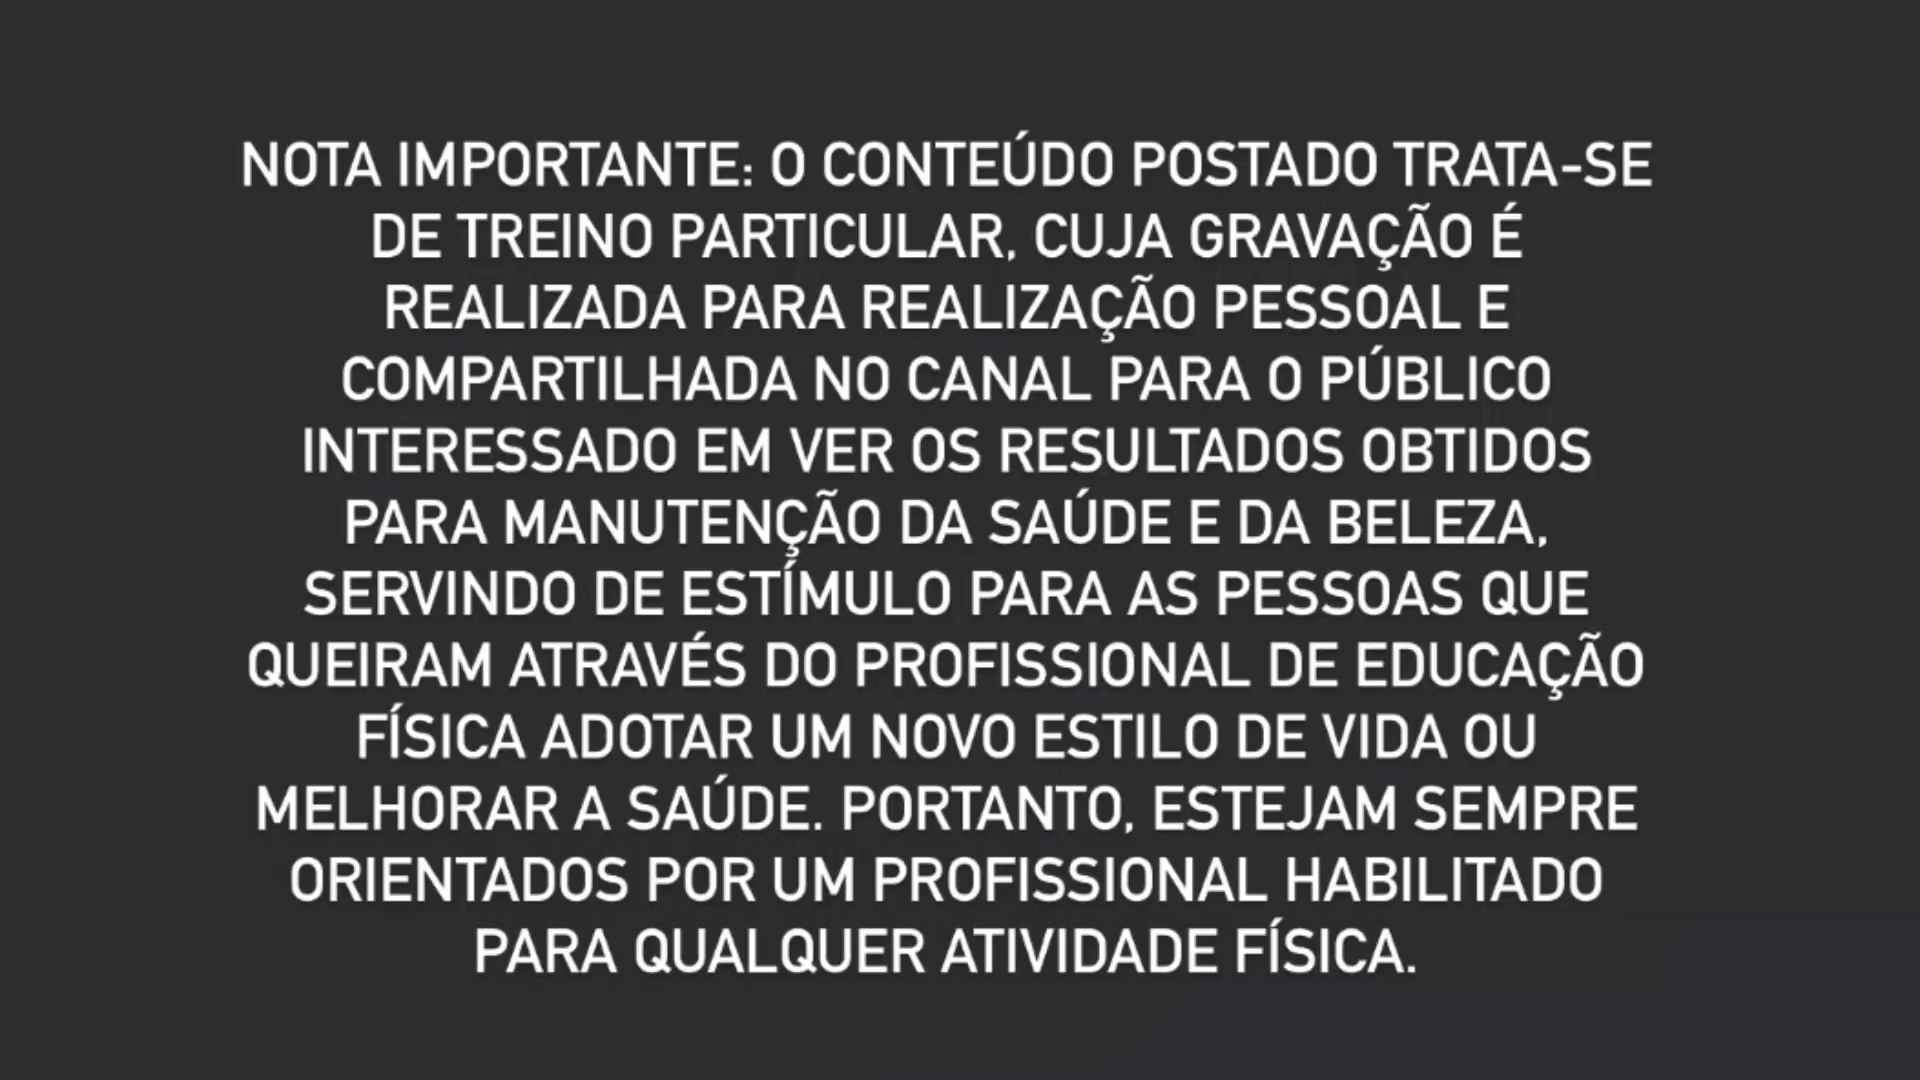 NOTA IMPORTANTE: O CONTEÚDO POSTADO TRATA-SE
DE TREINO PARTICULAR, CUJA GRAVAÇÃO É
REALIZADA PARA REALIZAÇÃO PESSOAL E
COMPARTILHADA NO CANAL PARA O PÚBLICO
INTERESSADO EM VER OS RESULTADOS OBTIDOS
PARA MANUTENÇÃO DA SAÚDE E DA BELEZA,
SERVINDO DE ESTÍMULO PARA AS PESSOAS QUE
QUEIRAM ATRAVÉS DO PROFISSIONAL DE EDUCAÇÃO
FÍSICA ADOTAR UM NOVO ESTILO DE VIDA OU
MELHORAR A SAÚDE. PORTANTO, ESTEJAM SEMPRE
ORIENTADOS POR UM PROFISSIONAL HABILITADO
PARA QUALQUER ATIVIDADE FÍSICA.